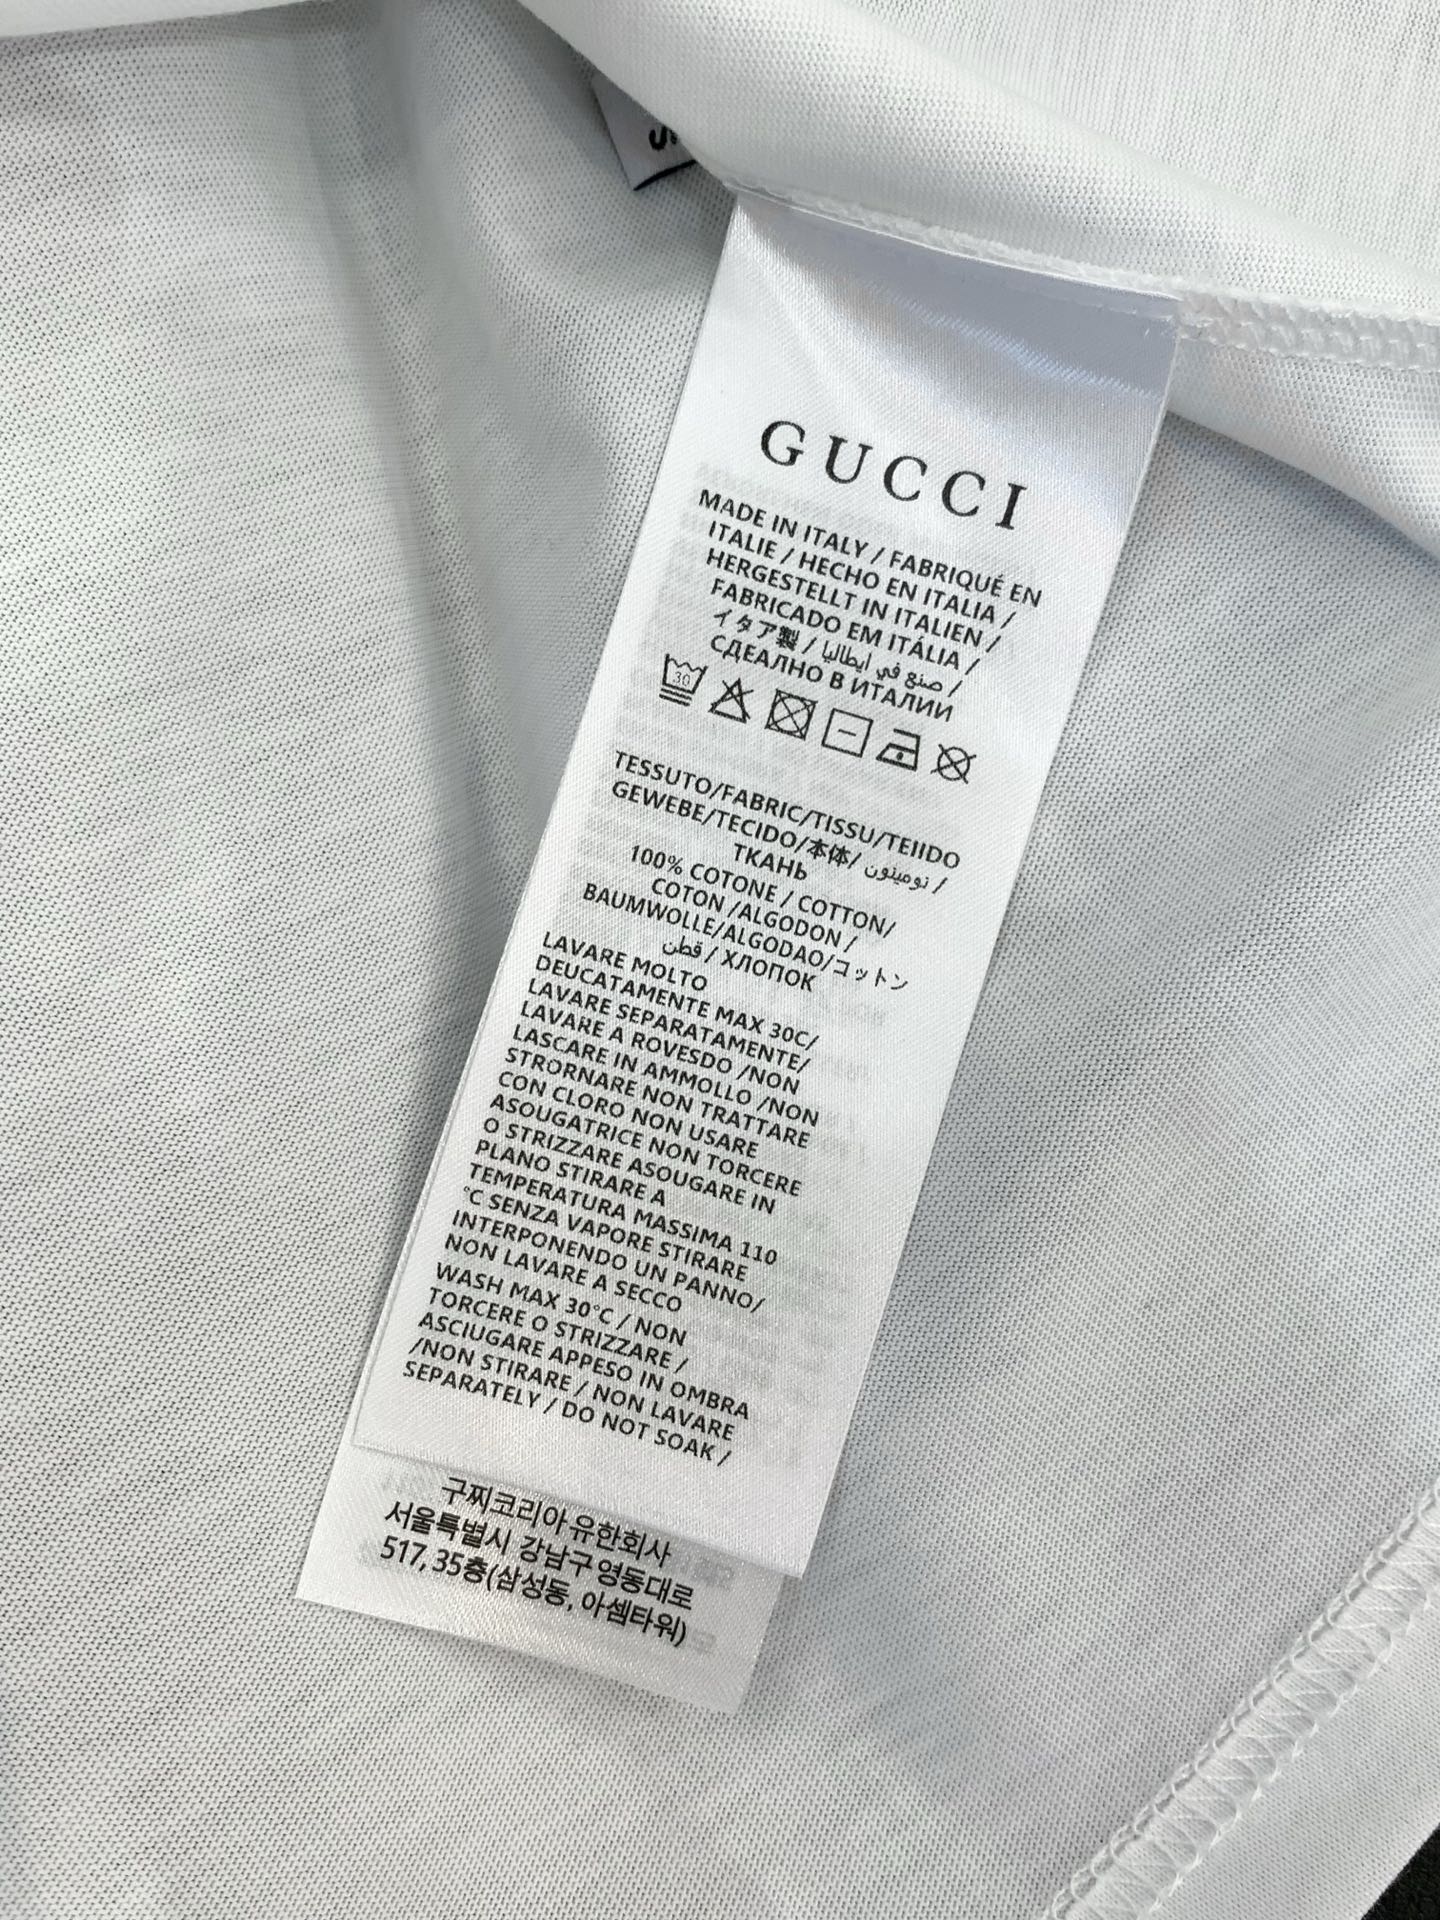 GUCCI
MADE IN ITALY / FABRIQUÉ EN
ITALIE / HECHO EN ITALIA /
HERGESTELLT IN ITALIEN /
FABRICADO EM ITÁLIA /
イタア製 / صنع في ايطاليا /
СДЕАЛНО В ИТАЛИИ
30
TESSUTO/FABRIC/TISSU/TEIIDO
GEWEBE/TECIDO/本体/ نومينون /
ТКАНЬ
100% COTONE / COTTON/
COTON /ALGODON /
BAUMWOLLE/ALGODAO/コットン
قطن / ХЛОПОК
LAVARE MOLTO
DEUCATAMENTE MAX 30C/
LAVARE SEPARATAMENTE/
LAVARE A ROVESDO /NON
LASCARE IN AMMOLLO /NON
STRORNARE NON TRATTARE
CON CLORO NON USARE
ASOUGATRICE NON TORCERE
O STRIZZARE ASOUGARE IN
PLANO STIRARE A
TEMPERATURA MASSIMA 110
°C SENZA VAPORE STIRARE
INTERPONENDO UN PANNO/
NON LAVARE A SECCO
WASH MAX 30°C / NON
TORCERE O STRIZZARE /
ASCIUGARE APPESO IN OMBRA
/NON STIRARE / NON LAVARE
SEPARATELY / DO NOT SOAK /
구찌코리아 유한회사
서울특별시 강남구 영동대로
517, 35층(삼성동, 아셈타워)